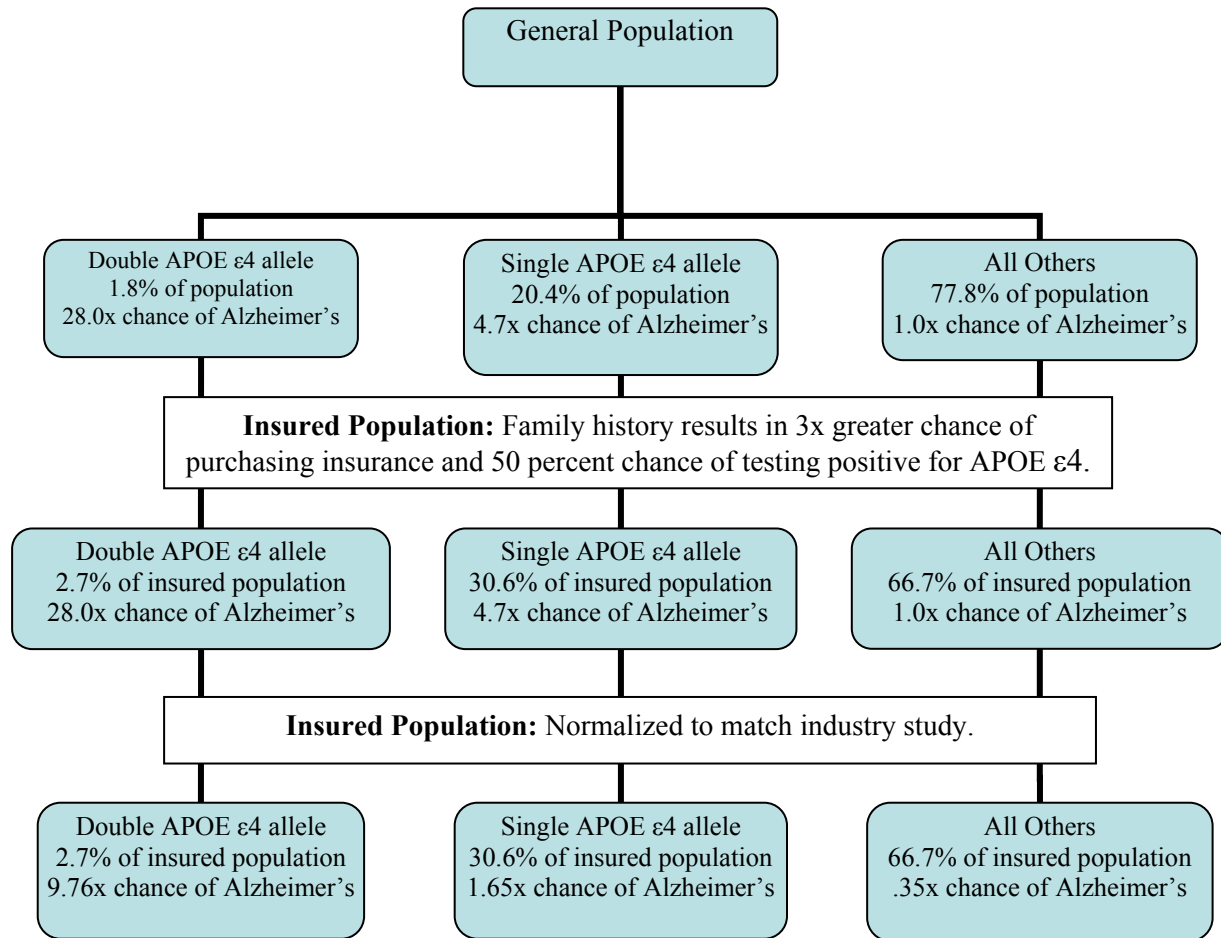 General Population
Double APOE ε4 allele
1.8% of population
28.0x chance of Alzheimer’s
Single APOE ε4 allele
20.4% of population
4.7x chance of Alzheimer’s
All Others
77.8% of population
1.0x chance of Alzheimer’s
Insured Population: Family history results in 3x greater chance of
purchasing insurance and 50 percent chance of testing positive for APOE ε4.
Double APOE ε4 allele
2.7% of insured population
28.0x chance of Alzheimer’s
Single APOE ε4 allele
30.6% of insured population
4.7x chance of Alzheimer’s
All Others
66.7% of insured population
1.0x chance of Alzheimer’s
Insured Population: Normalized to match industry study.
Double APOE ε4 allele
2.7% of insured population
9.76x chance of Alzheimer’s
Single APOE ε4 allele
30.6% of insured population
1.65x chance of Alzheimer’s
All Others
66.7% of insured population
.35x chance of Alzheimer’s